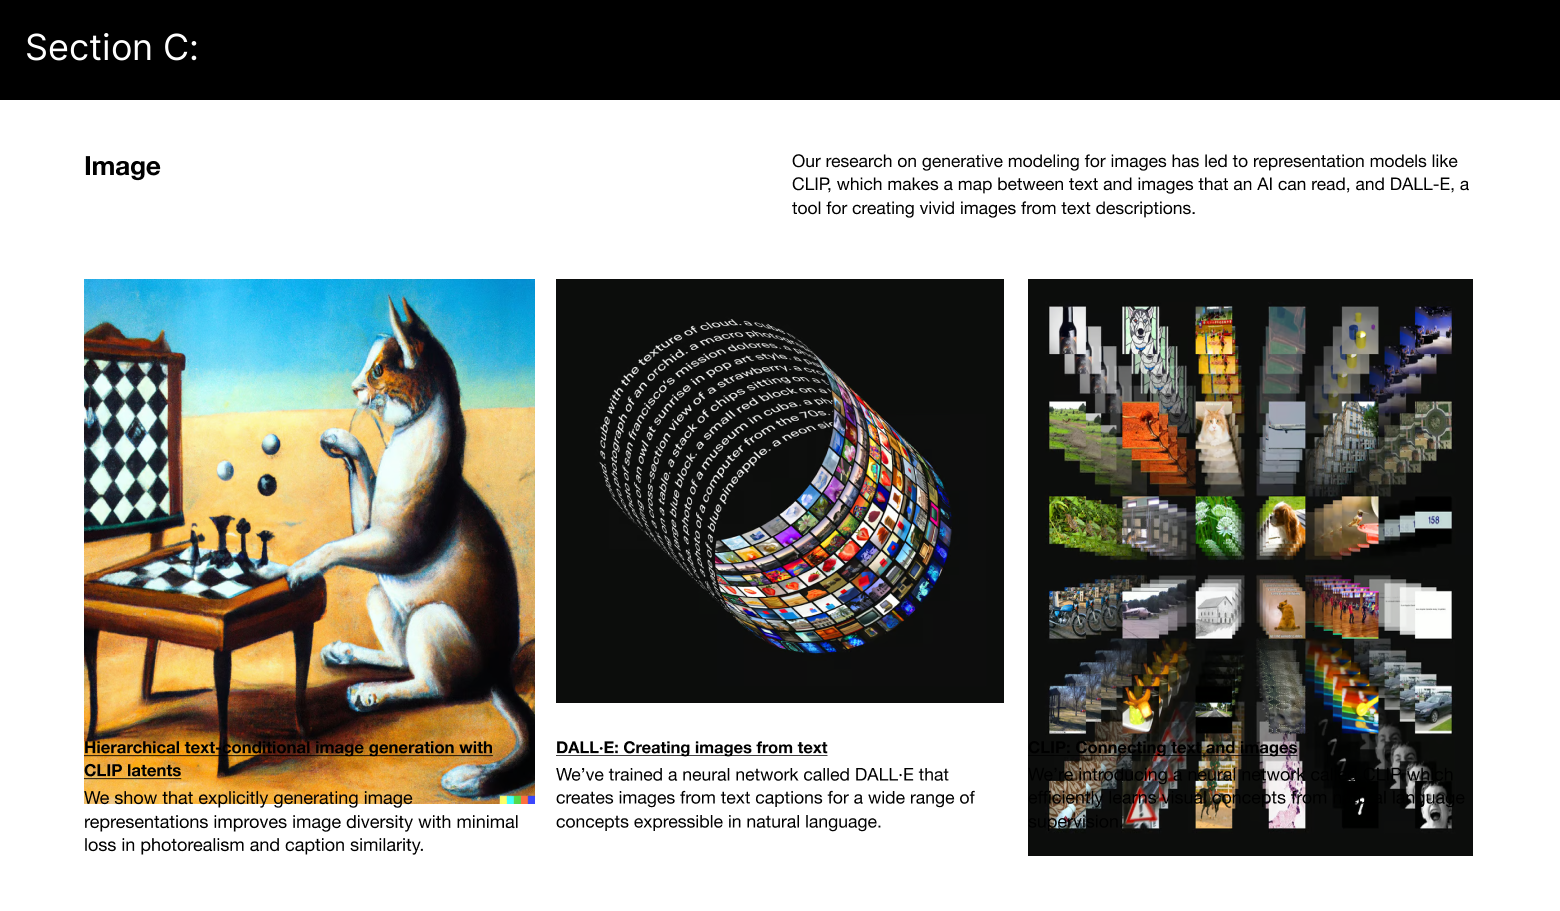 Section C:
Image
Our research on generative modeling for images has led to representation models like
CLIP, which makes a map between text and images that an AI can read, and DALL-E, a
tool for creating vivid images from text descriptions.
a cube with the texture of cloud. a
photograph of an orchid. a macro
of san francisco's mission dolores. a
an owl at sunrise in pop art style. a
view of a strawberry. a
a table. a stack of chips sitting on
blue block. a small red block on a
photo of a museum in cuba. a
photo of a computer from the 70s.
of a blue pineapple. a neon
158
Hierarchical text-conditional image generation with
CLIP latents
We show that explicitly generating image
representations improves image diversity with minimal
loss in photorealism and caption similarity.
DALL·E: Creating images from text
We've trained a neural network called DALL·E that
creates images from text captions for a wide range of
concepts expressible in natural language.
CLIP: Connecting text and images
We're introducing a neural network called CLIP which
efficiently learns visual concepts from natural language
supervision.